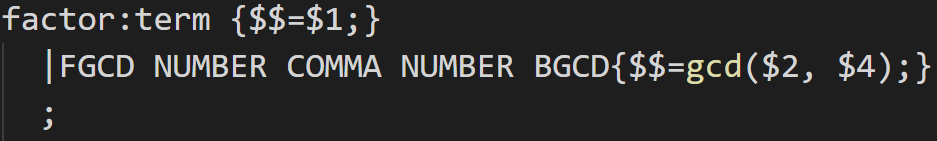 factor:term {$$=$1;}
|FGCD NUMBER COMMA NUMBER BGCD{$$=gcd($2, $4);}
;